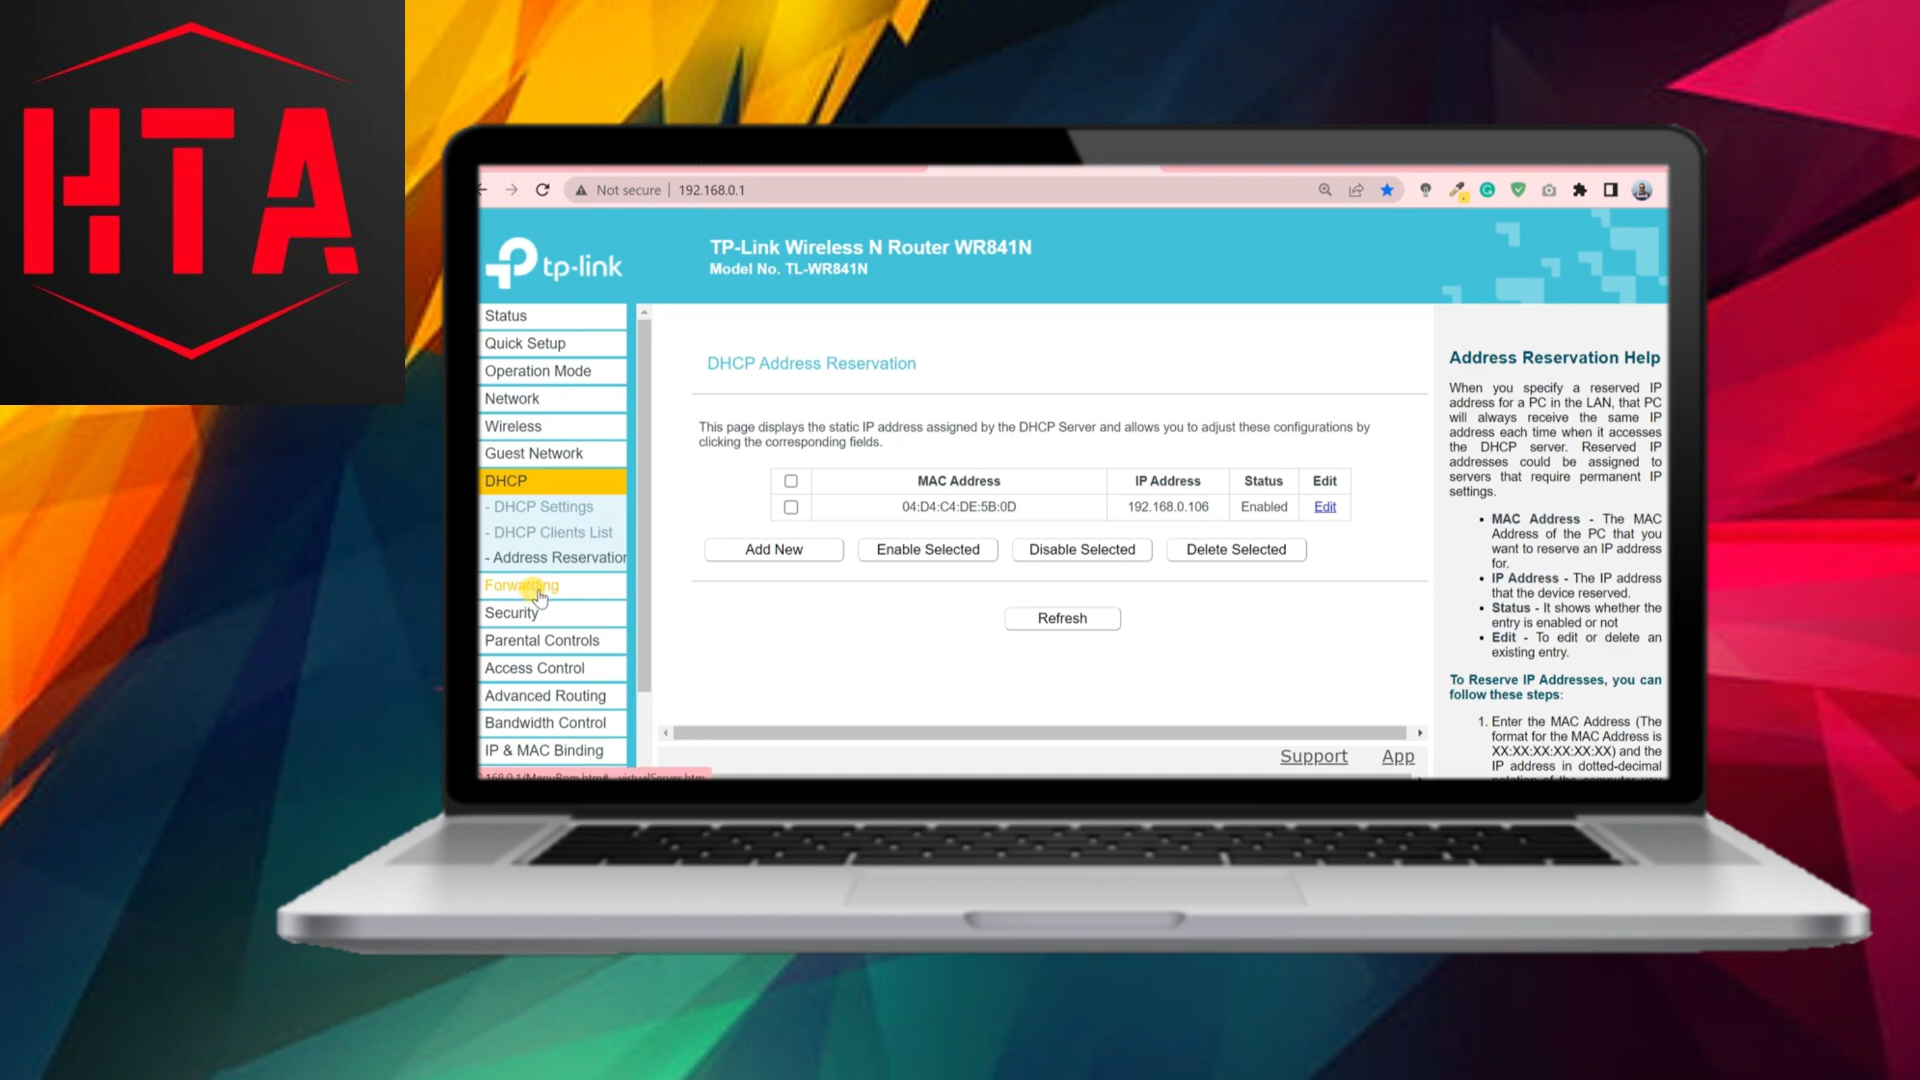 HTA
Not secure | 192.168.0.1
tp-link
TP-Link Wireless N Router WR841N
Model No. TL-WR841N
Status
Quick Setup
Operation Mode
Network
Wireless
Guest Network
DHCP
- DHCP Settings
- DHCP Clients List
- Address Reservation
Forwarding
Security
Parental Controls
Access Control
Advanced Routing
Bandwidth Control
IP & MAC Binding
DHCP Address Reservation
This page displays the static IP address assigned by the DHCP Server and allows you to adjust these configurations by
clicking the corresponding fields.
MAC Address IP Address Status Edit
04:D4:C4:DE:5B:0D 192.168.0.106 Enabled Edit
Add New Enable Selected Disable Selected Delete Selected
Refresh
Support App
Address Reservation Help
When you specify a reserved IP
address for a PC in the LAN, that PC
will always receive the same IP
address each time when it accesses
the DHCP server. Reserved IP
addresses could be assigned to
servers that require permanent IP
settings.
• MAC Address - The MAC
Address of the PC that you
want to reserve an IP address
for.
• IP Address - The IP address
that the device reserved.
• Status - It shows whether the
entry is enabled or not
• Edit - To edit or delete an
existing entry.
To Reserve IP Addresses, you can
follow these steps:
1. Enter the MAC Address (The
format for the MAC Address is
XX:XX:XX:XX:XX:XX) and the
IP address in dotted-decimal